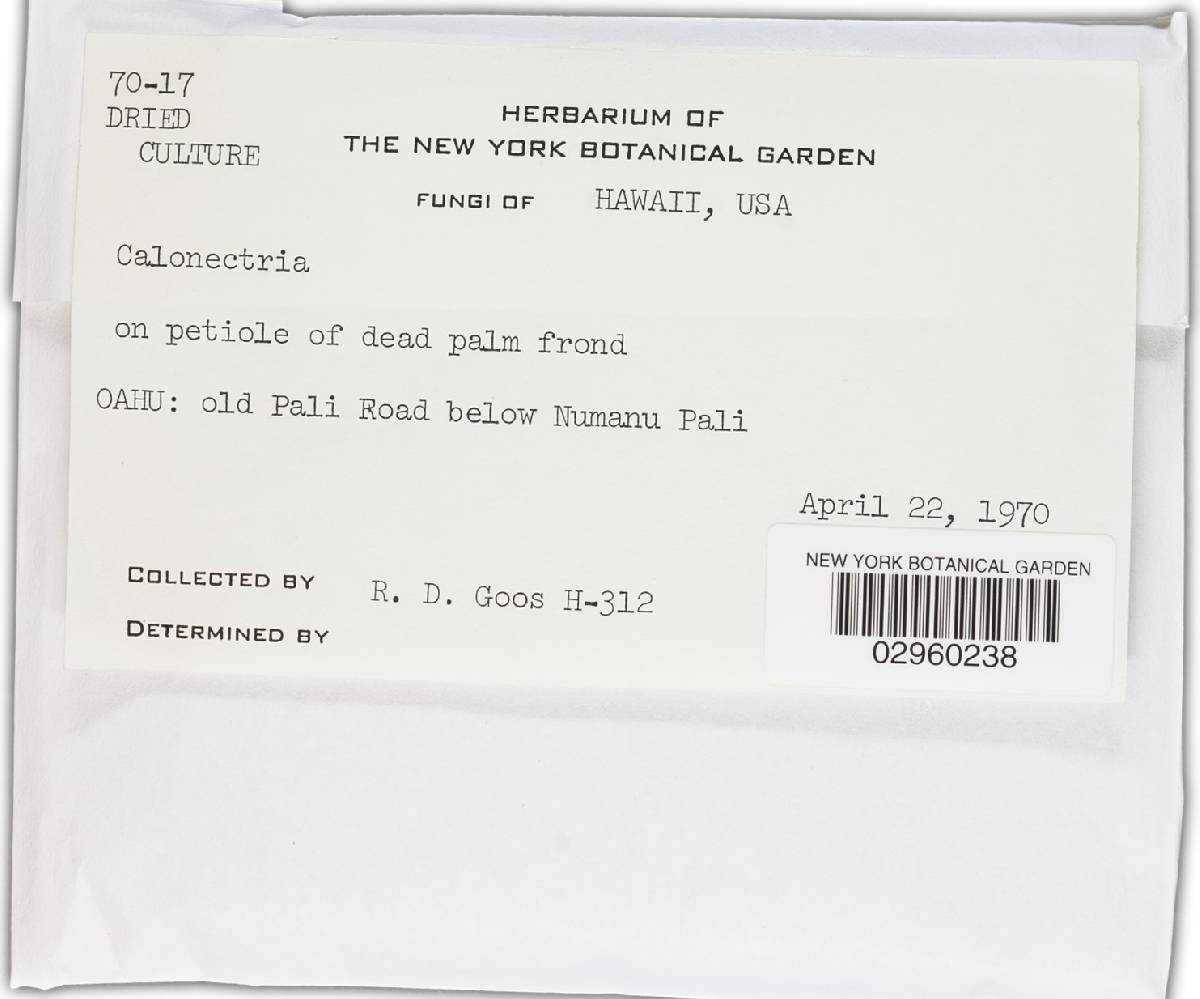 70-17
DRIED
CULTURE
HERBARIUM OF
THE NEW YORK BOTANICAL GARDEN
FUNGI OF HAWAII, USA
Calonectria
on petiole of dead palm frond
OAHU: old Pali Road below Numanu Pali
April 22, 1970
COLLECTED BY R. D. Goos H-312
DETERMINED BY
NEW YORK BOTANICAL GARDEN
02960238